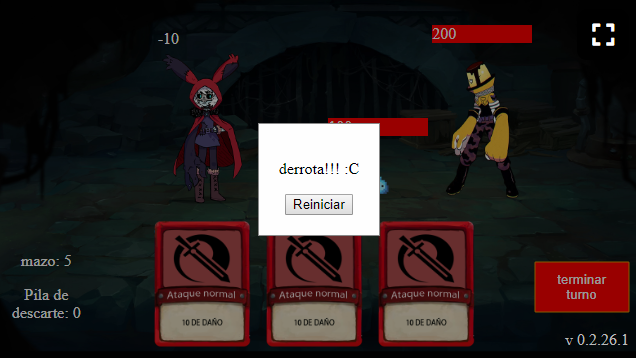 -10
200
derrota!!! :C
Reiniciar
mazo: 5
Pila de
descarte: 0
Ataque normal
10 DE DAÑO
Ataque normal
10 DE DAÑO
Ataque normal
10 DE DAÑO
terminar
turno
v 0.2.26.1